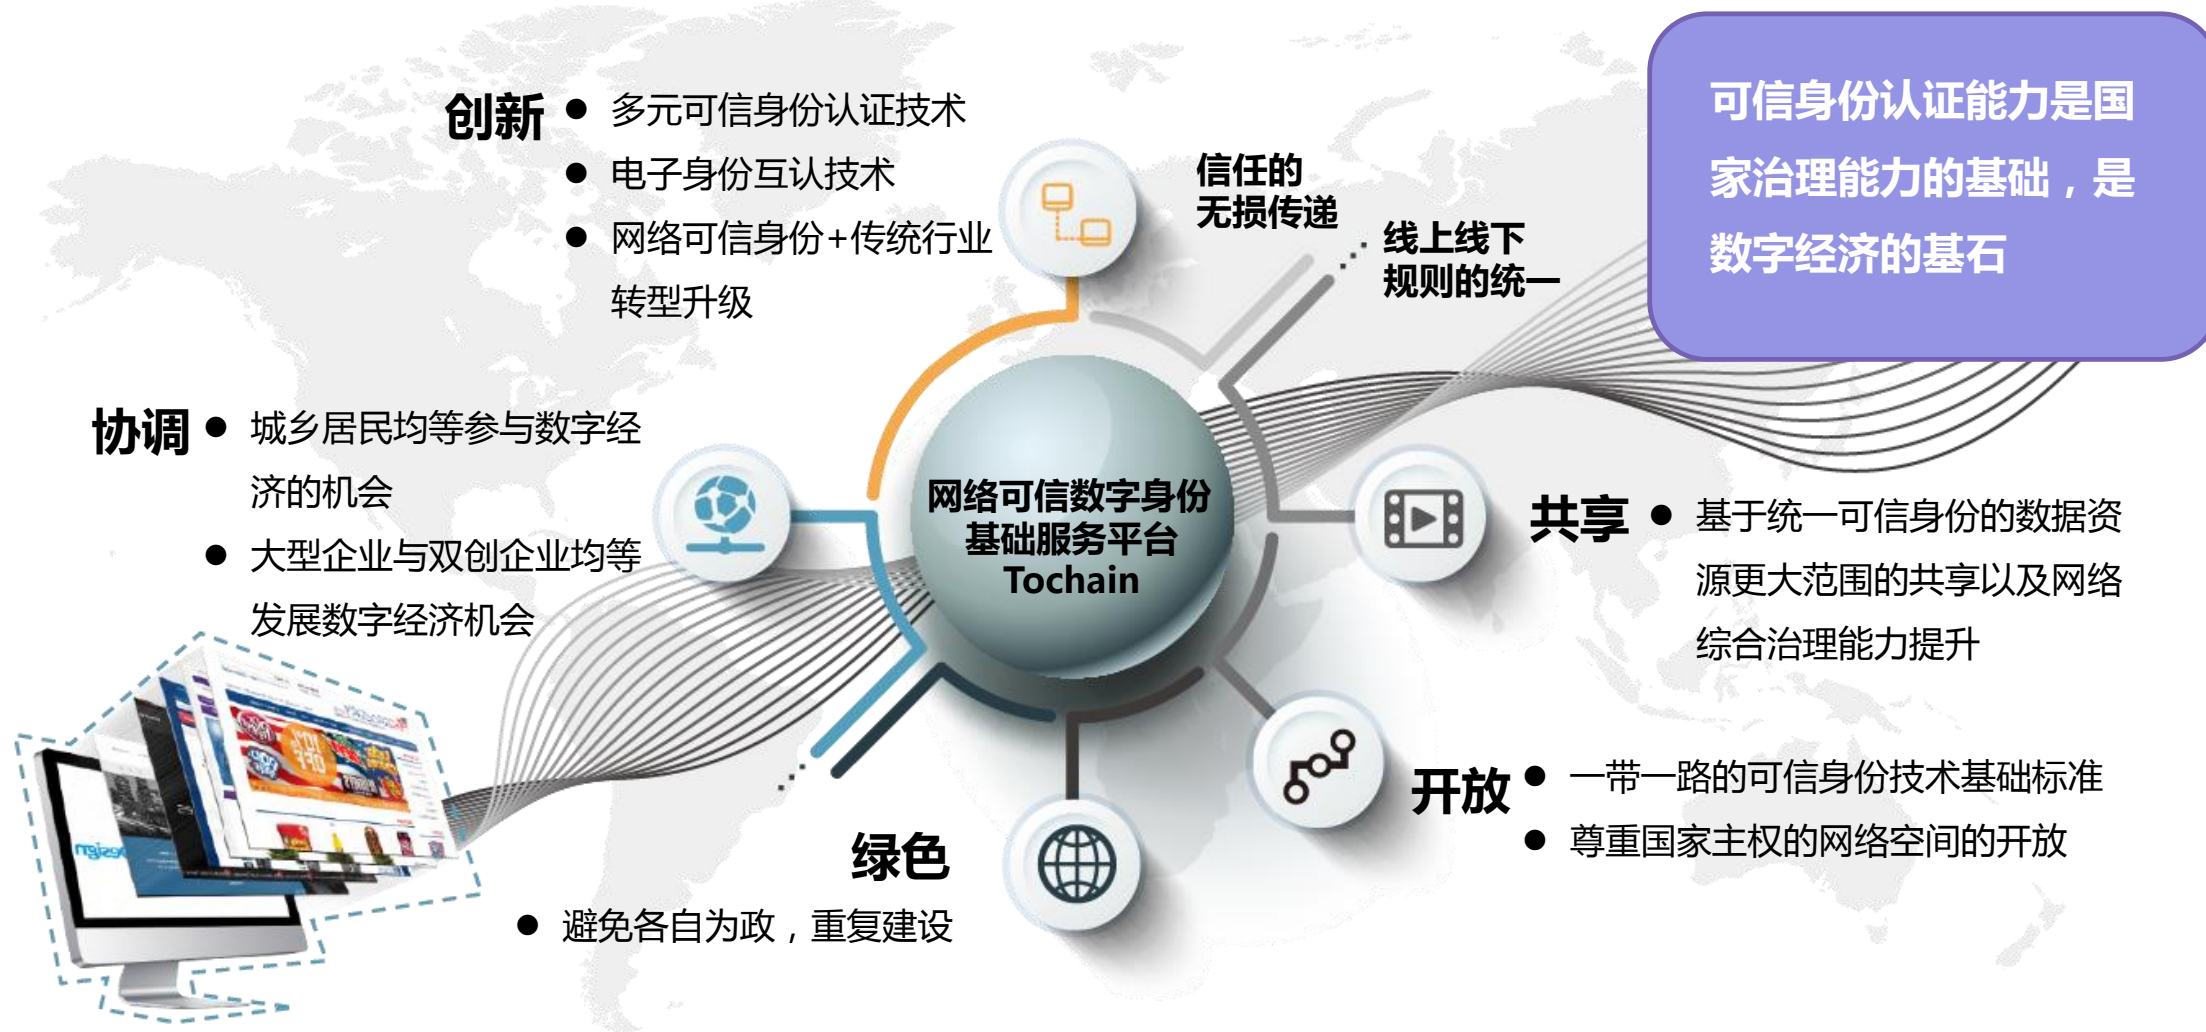 创新
● 多元可信身份认证技术
● 电子身份互认技术
● 网络可信身份+传统行业
转型升级
信任的
无损传递
线上线下
规则的统一
可信身份认证能力是国
家治理能力的基础，是
数字经济的基石
协调
● 城乡居民均等参与数字经
济的机会
● 大型企业与双创企业均等
发展数字经济机会
网络可信数字身份
基础服务平台
Tochain
共享
● 基于统一可信身份的数据资
源更大范围的共享以及网络
综合治理能力提升
开放
● 一带一路的可信身份技术基础标准
● 尊重国家主权的网络空间的开放
绿色
● 避免各自为政，重复建设